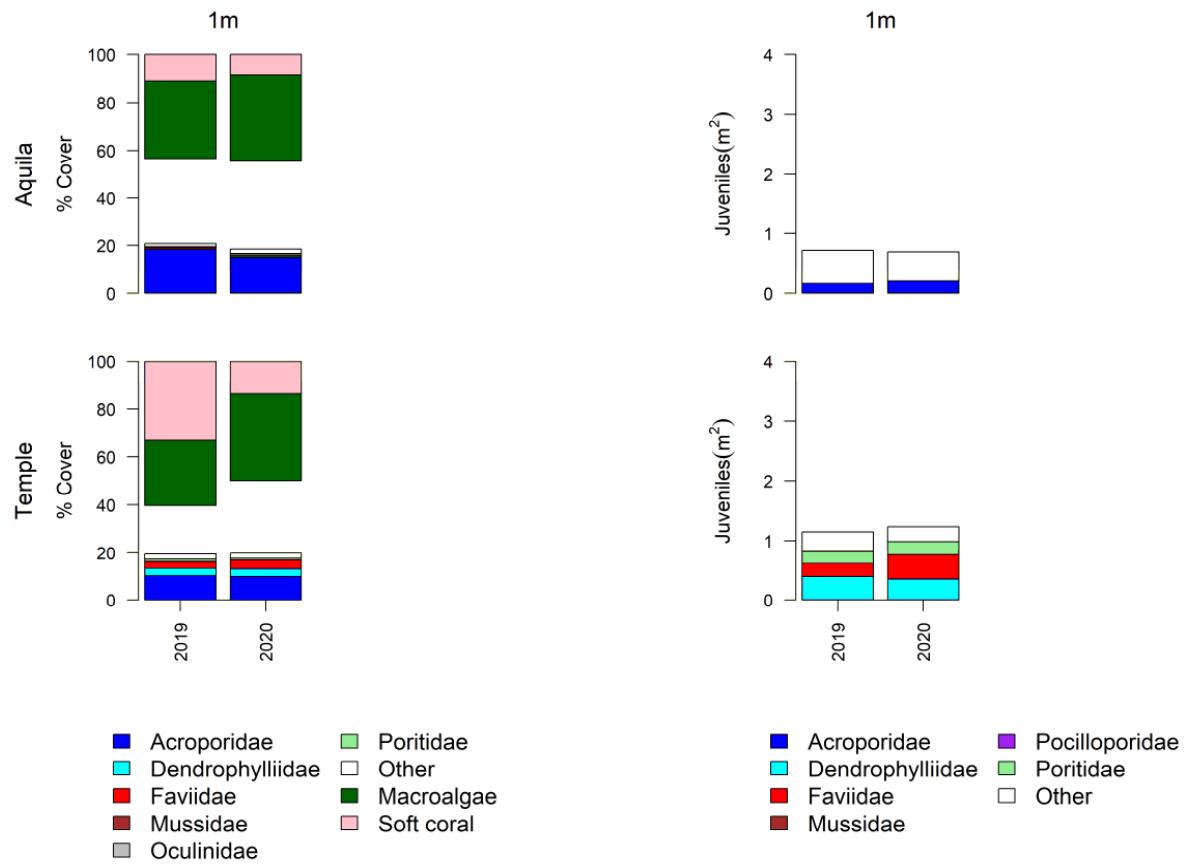 1m
1m
Aquila
% Cover
100
80
60
40
20
0
Juveniles(m²)
4
3
2
1
0
Temple
% Cover
100
80
60
40
20
0
2019
2020
Juveniles(m²)
4
3
2
1
0
2019
2020
Acroporidae
Dendrophylliidae
Faviidae
Mussidae
Oculinidae
Poritidae
Other
Macroalgae
Soft coral
Acroporidae
Dendrophylliidae
Faviidae
Mussidae
Pocilloporidae
Poritidae
Other